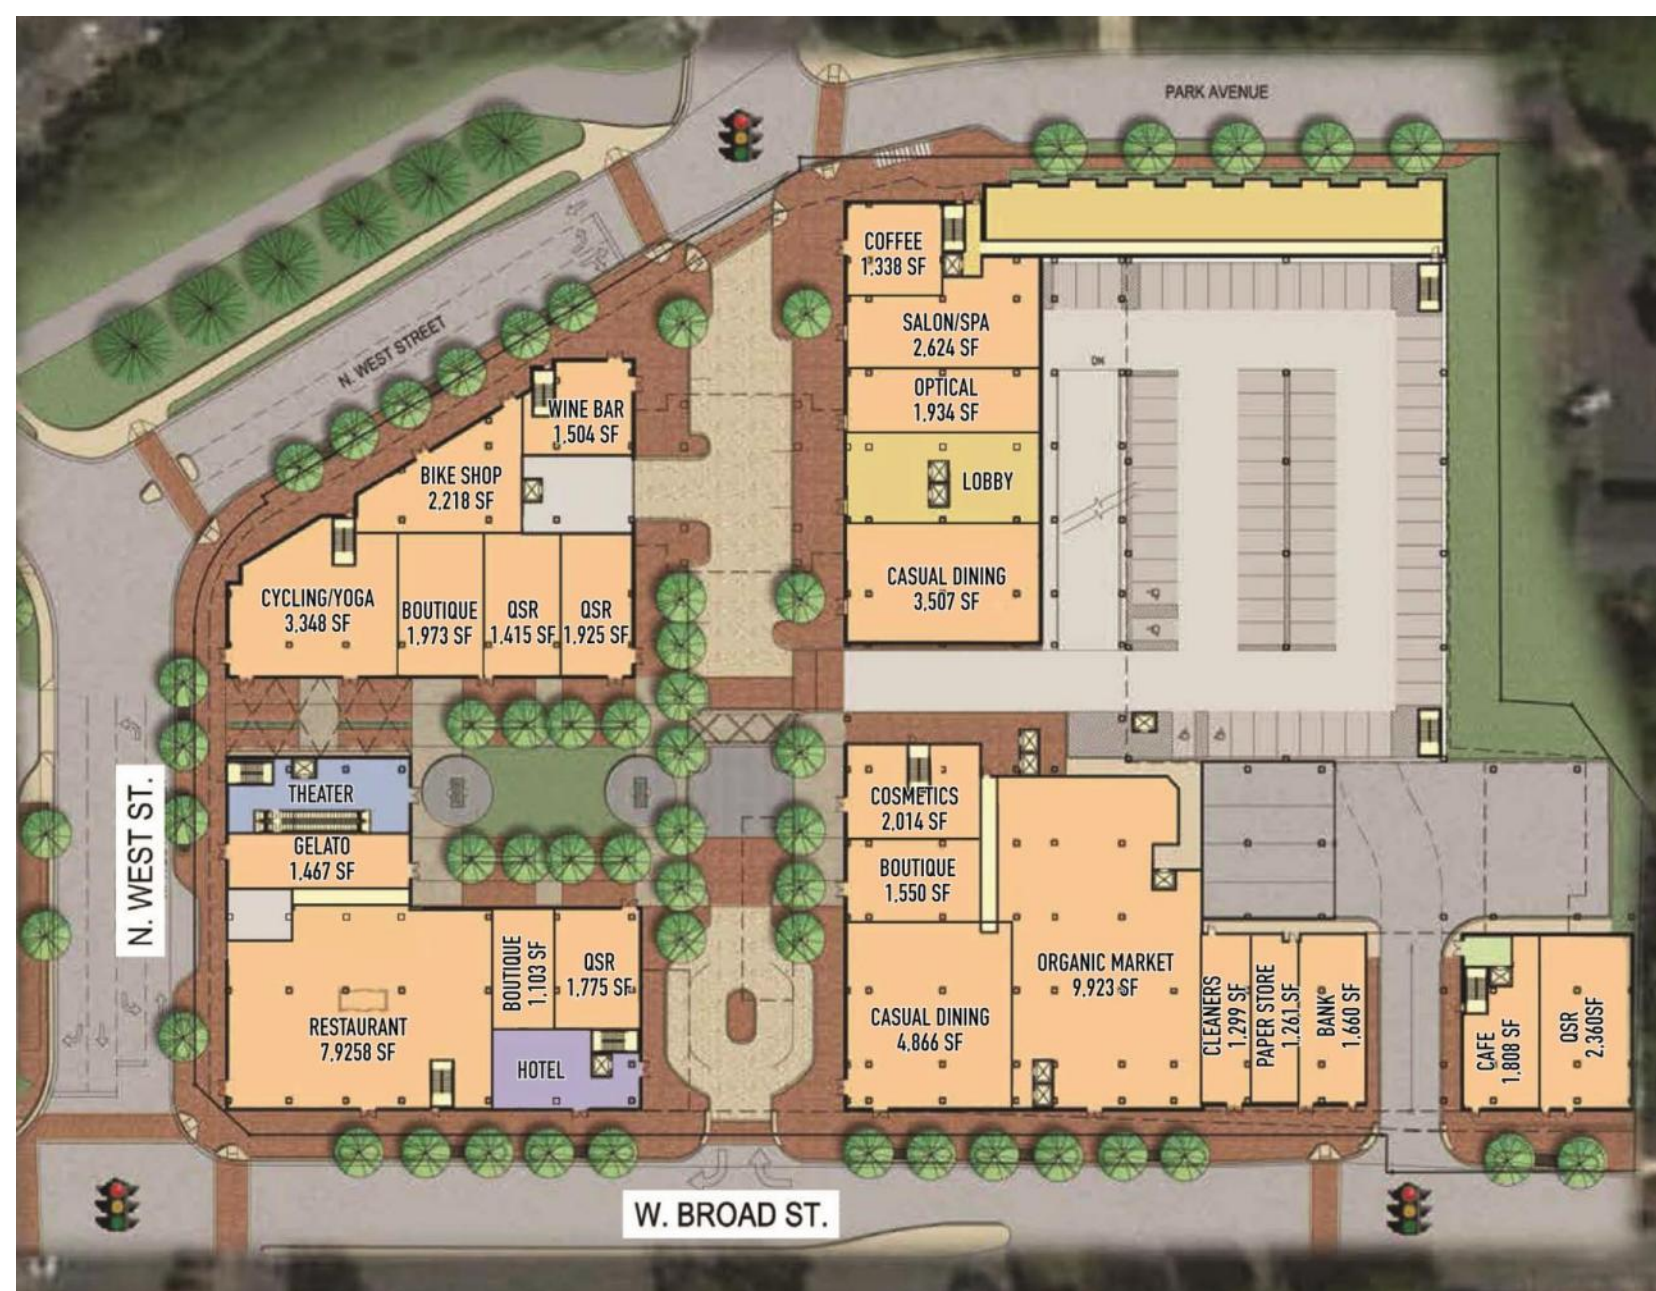 PARK AVENUE
N. WEST STREET
COFFEE
1,338 SF
SALON/SPA
2,624 SF
OPTICAL
1,934 SF
LOBBY
CASUAL DINING
3,507 SF
DN
WINE BAR
1,504 SF
BIKE SHOP
2,218 SF
CYCLING/YOGA
3,348 SF
BOUTIQUE
1,973 SF
QSR
1,415 SF
QSR
1,925 SF
THEATER
GELATO
1,467 SF
RESTAURANT
7,9258 SF
BOUTIQUE
1,103 SF
QSR
1,775 SF
HOTEL
COSMETICS
2,014 SF
BOUTIQUE
1,550 SF
CASUAL DINING
4,866 SF
ORGANIC MARKET
9,923 SF
CLEANERS
1,299 SF
PAPER STORE
1,261 SF
BANK
1,660 SF
CAFE
1,808 SF
QSR
2,360SF
N. WEST ST.
W. BROAD ST.